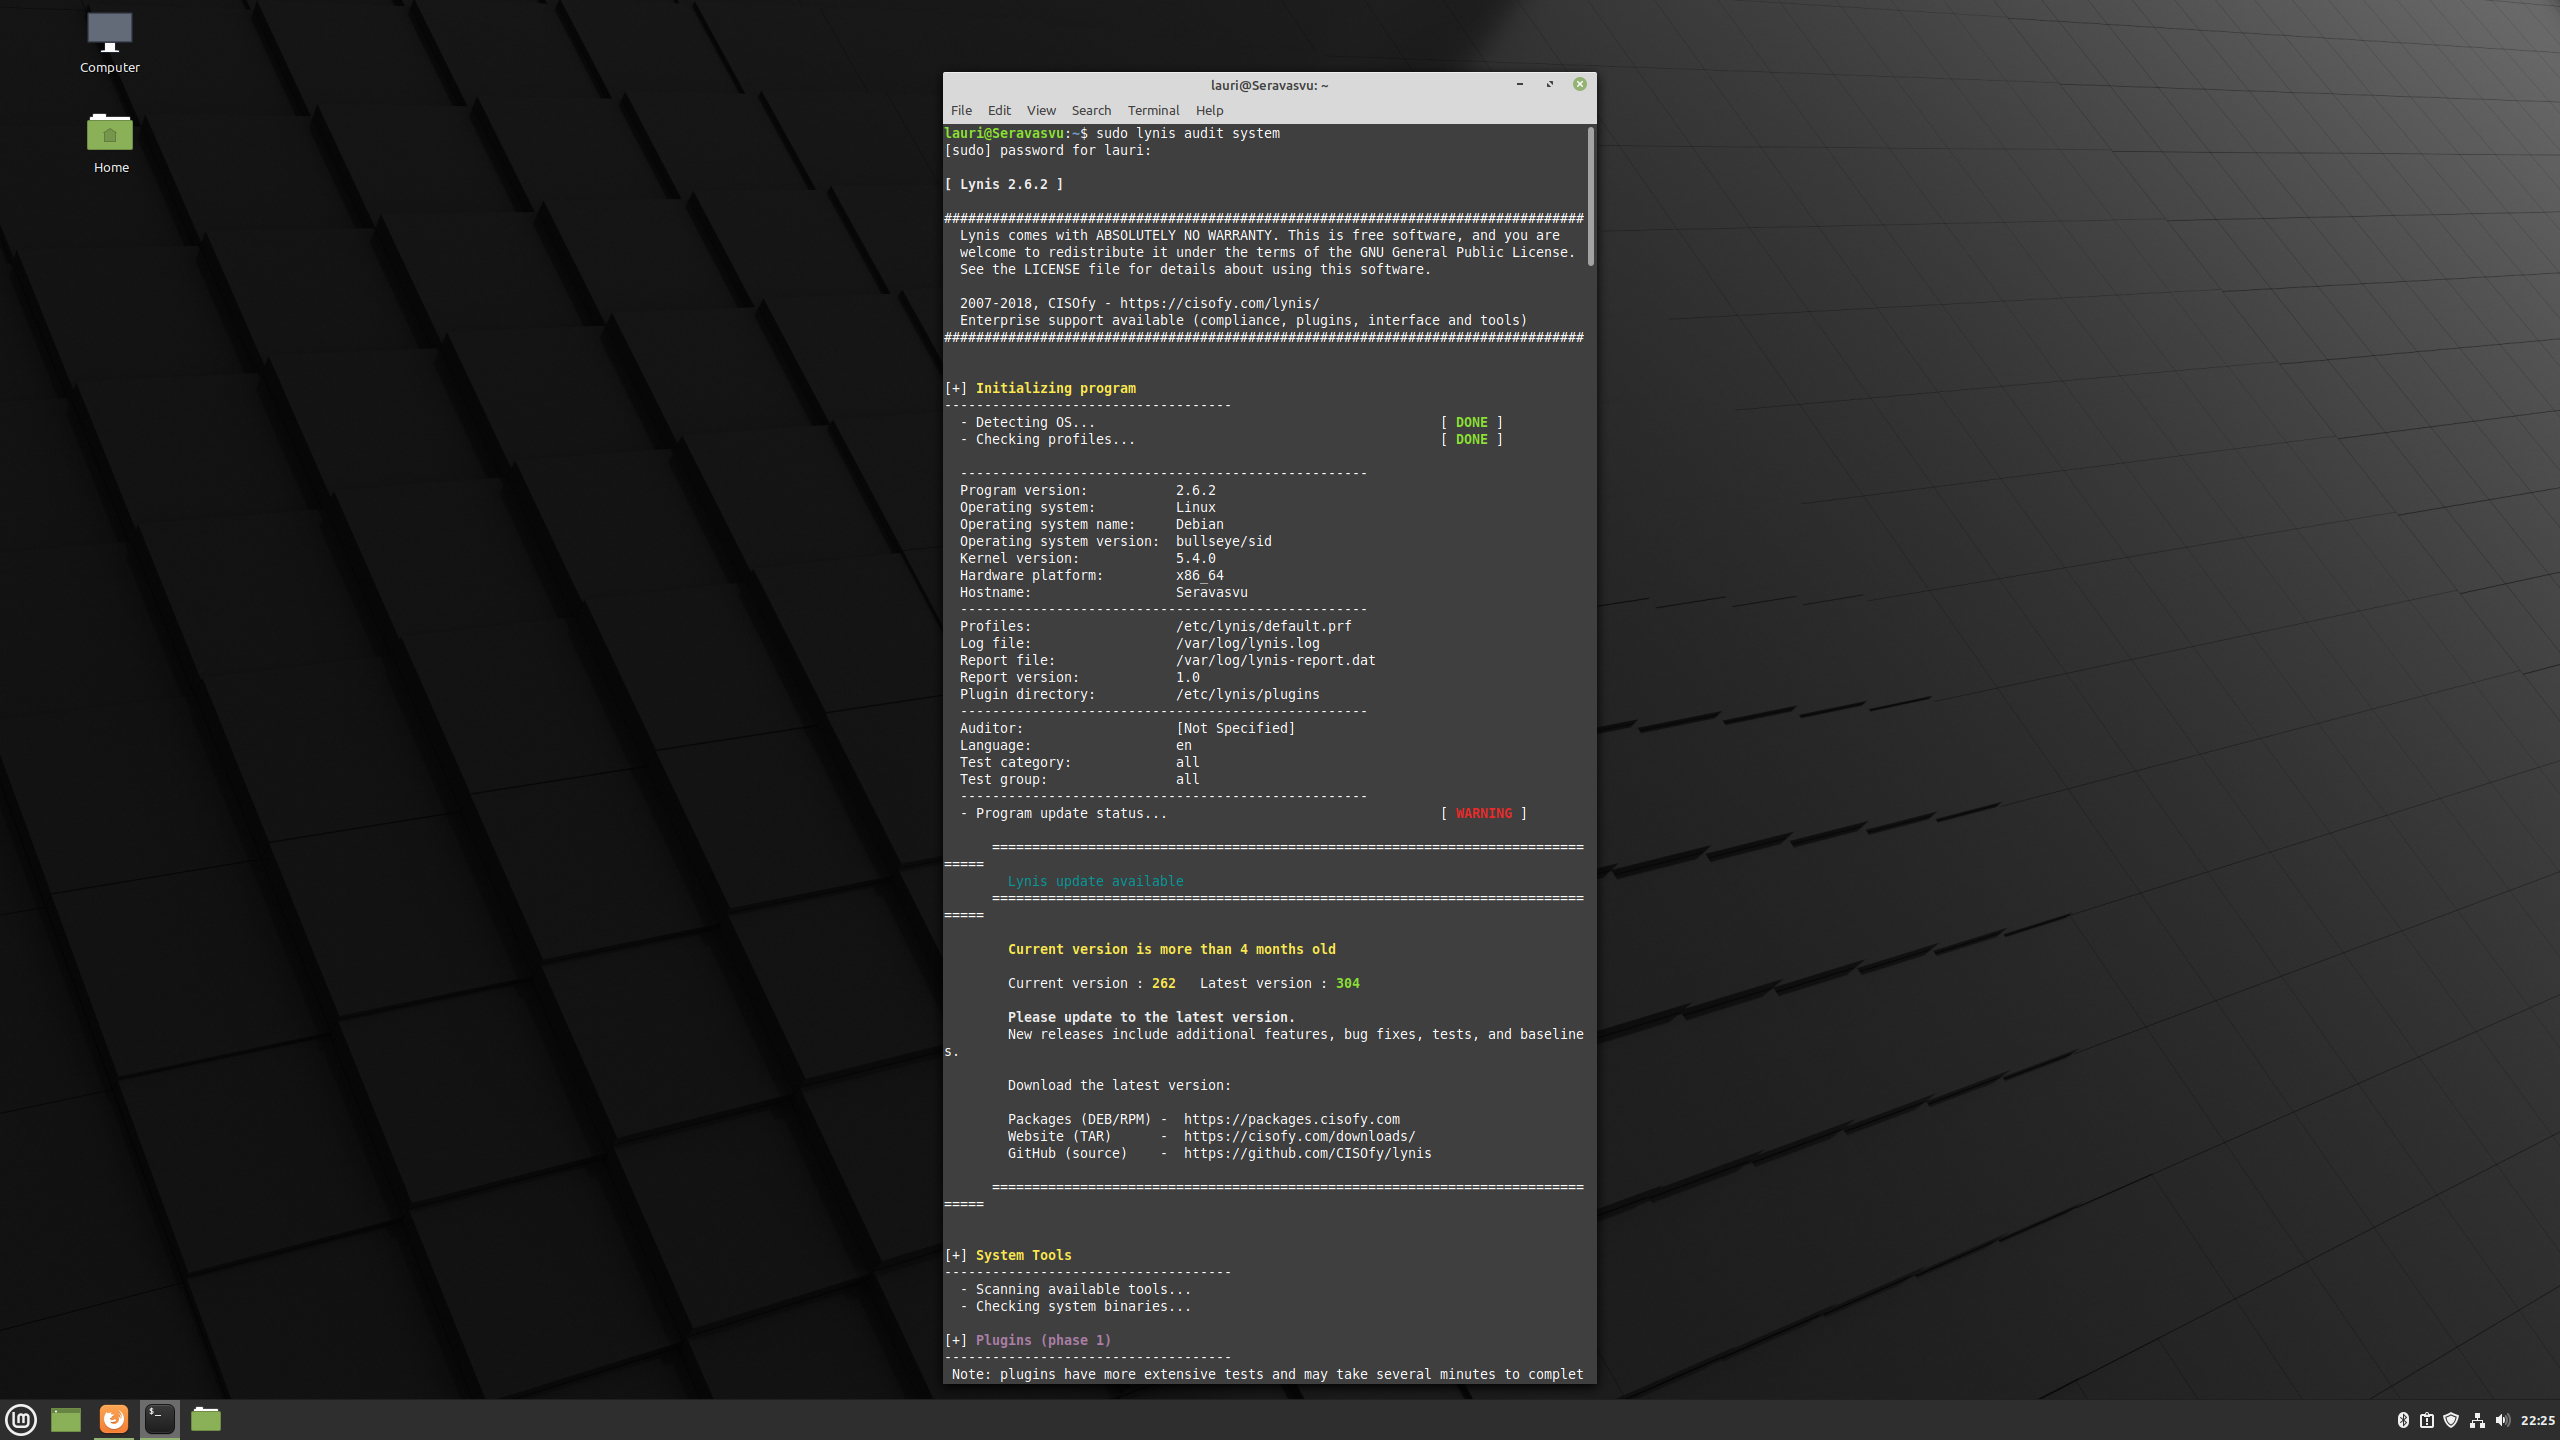 Computer
Home
lauri@Seravasvu: ~
File Edit View Search Terminal Help
lauri@Seravasvu:~$ sudo lynis audit system
[sudo] password for lauri:
[ Lynis 2.6.2 ]
################################################################################
Lynis comes with ABSOLUTELY NO WARRANTY. This is free software, and you are
welcome to redistribute it under the terms of the GNU General Public License.
See the LICENSE file for details about using this software.
2007-2018, CISOfy - https://cisofy.com/lynis/
Enterprise support available (compliance, plugins, interface and tools)
################################################################################
[+] Initializing program
------------------------------------
- Detecting OS... [ DONE ]
- Checking profiles... [ DONE ]
---------------------------------------------------
Program version: 2.6.2
Operating system: Linux
Operating system name: Debian
Operating system version: bullseye/sid
Kernel version: 5.4.0
Hardware platform: x86_64
Hostname: Seravasvu
---------------------------------------------------
Profiles: /etc/lynis/default.prf
Log file: /var/log/lynis.log
Report file: /var/log/lynis-report.dat
Report version: 1.0
Plugin directory: /etc/lynis/plugins
---------------------------------------------------
Auditor: [Not Specified]
Language: en
Test category: all
Test group: all
---------------------------------------------------
- Program update status... [ WARNING ]
==========================================================================
=====
Lynis update available
==========================================================================
=====
Current version is more than 4 months old
Current version : 262 Latest version : 304
Please update to the latest version.
New releases include additional features, bug fixes, tests, and baseline
s.
Download the latest version:
Packages (DEB/RPM) - https://packages.cisofy.com
Website (TAR) - https://cisofy.com/downloads/
GitHub (source) - https://github.com/CISOfy/lynis
==========================================================================
=====
[+] System Tools
------------------------------------
- Scanning available tools...
- Checking system binaries...
[+] Plugins (phase 1)
------------------------------------
Note: plugins have more extensive tests and may take several minutes to complet
$_
22:25